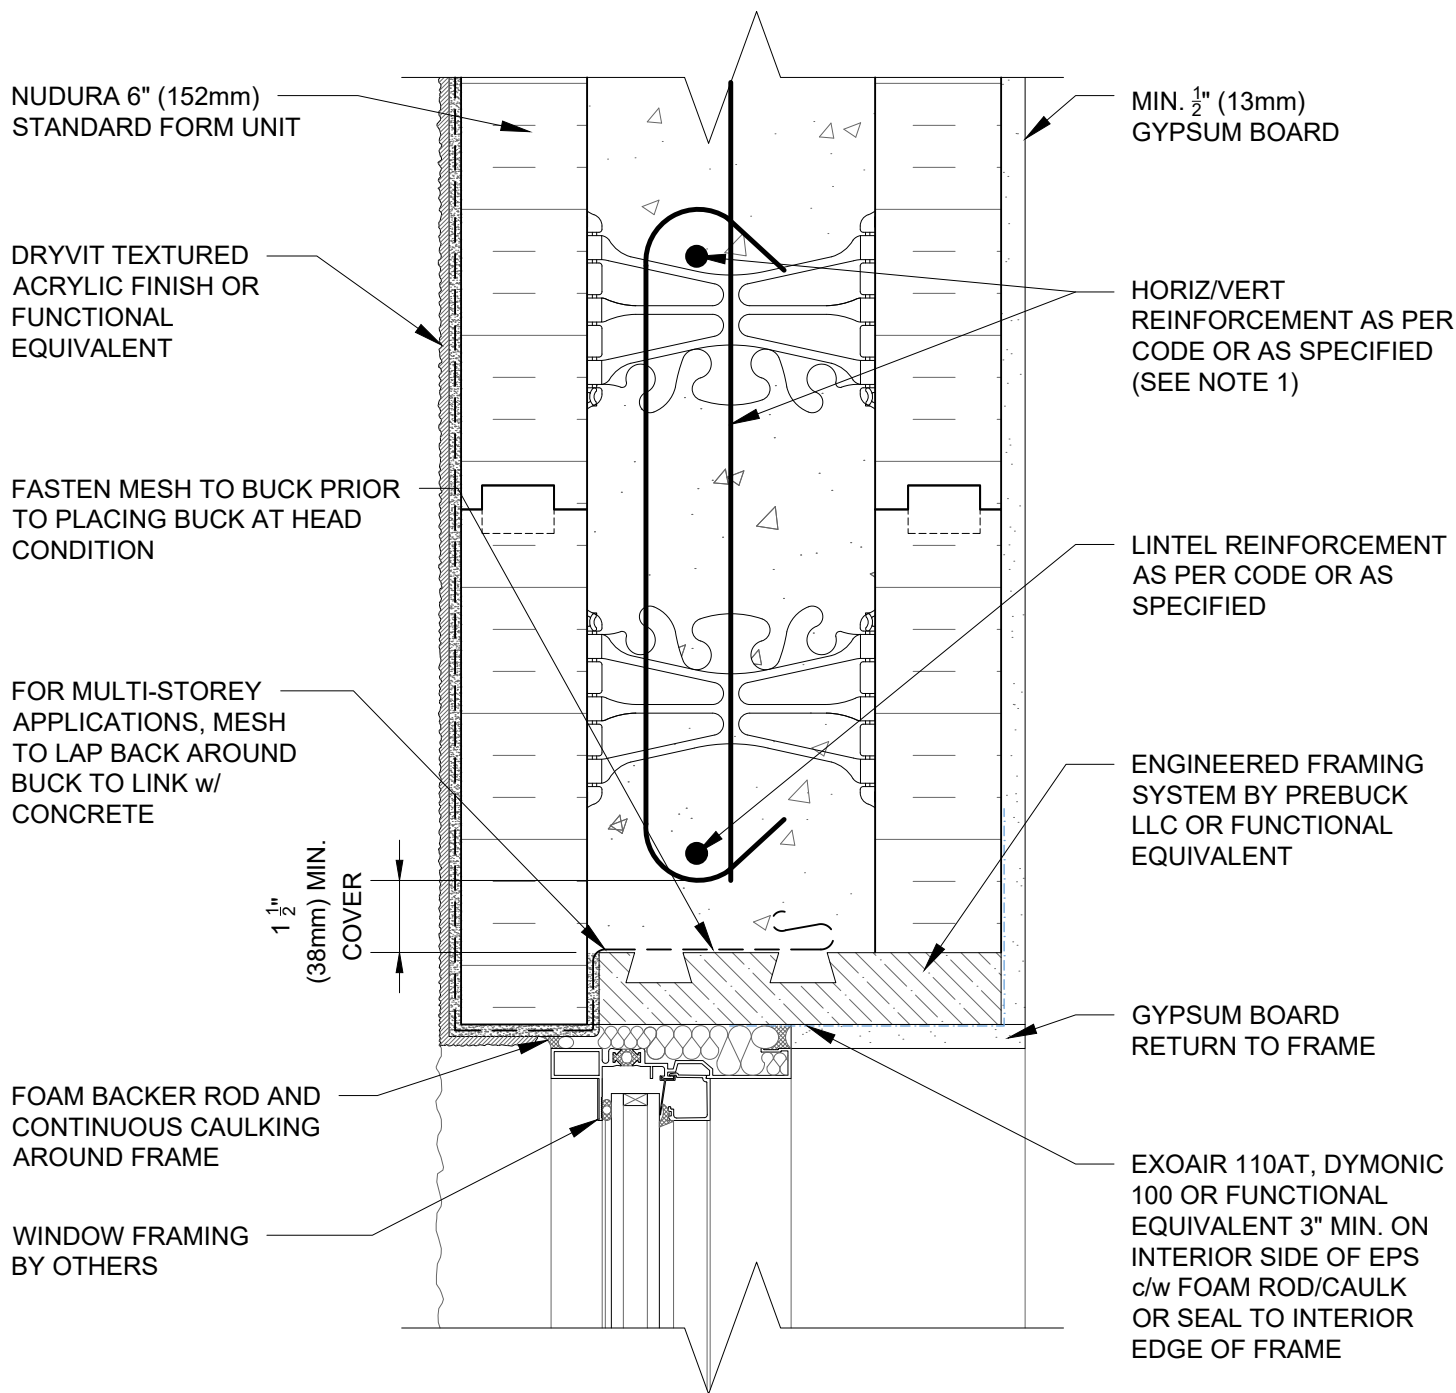 NUDURA 6" (152mm)
STANDARD FORM UNIT
DRYVIT TEXTURED
ACRYLIC FINISH OR
FUNCTIONAL
EQUIVALENT
FASTEN MESH TO BUCK PRIOR
TO PLACING BUCK AT HEAD
CONDITION
FOR MULTI-STOREY
APPLICATIONS, MESH
TO LAP BACK AROUND
BUCK TO LINK w/
CONCRETE
1 1/2"
(38mm) MIN.
COVER
FOAM BACKER ROD AND
CONTINUOUS CAULKING
AROUND FRAME
WINDOW FRAMING
BY OTHERS
MIN. 1/2" (13mm)
GYPSUM BOARD
HORIZ/VERT
REINFORCEMENT AS PER
CODE OR AS SPECIFIED
(SEE NOTE 1)
LINTEL REINFORCEMENT
AS PER CODE OR AS
SPECIFIED
ENGINEERED FRAMING
SYSTEM BY PREBUCK
LLC OR FUNCTIONAL
EQUIVALENT
GYPSUM BOARD
RETURN TO FRAME
EXOAIR 110AT, DYMONIC
100 OR FUNCTIONAL
EQUIVALENT 3" MIN. ON
INTERIOR SIDE OF EPS
c/w FOAM ROD/CAULK
OR SEAL TO INTERIOR
EDGE OF FRAME